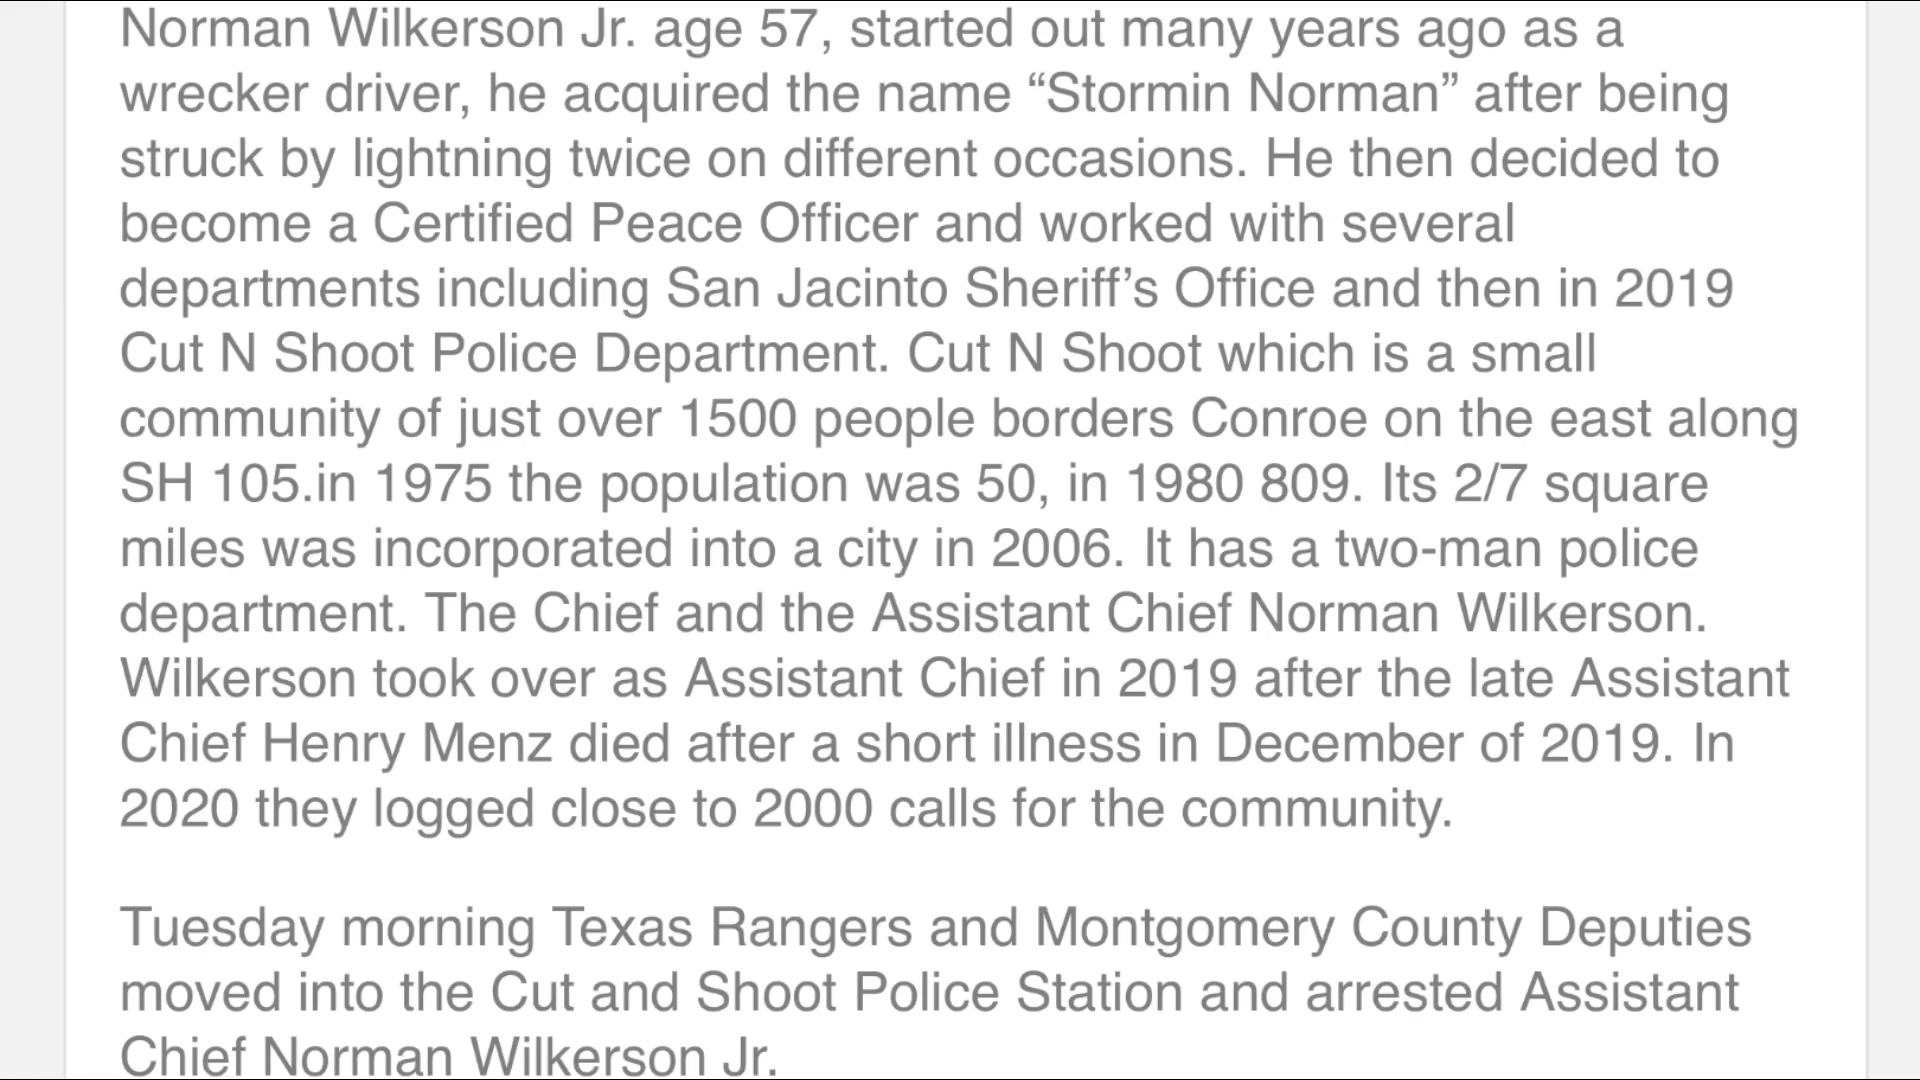 Norman Wilkerson Jr. age 57, started out many years ago as a
wrecker driver, he acquired the name “Stormin Norman” after being
struck by lightning twice on different occasions. He then decided to
become a Certified Peace Officer and worked with several
departments including San Jacinto Sheriff’s Office and then in 2019
Cut N Shoot Police Department. Cut N Shoot which is a small
community of just over 1500 people borders Conroe on the east along
SH 105.in 1975 the population was 50, in 1980 809. Its 2/7 square
miles was incorporated into a city in 2006. It has a two-man police
department. The Chief and the Assistant Chief Norman Wilkerson.
Wilkerson took over as Assistant Chief in 2019 after the late Assistant
Chief Henry Menz died after a short illness in December of 2019. In
2020 they logged close to 2000 calls for the community.
Tuesday morning Texas Rangers and Montgomery County Deputies
moved into the Cut and Shoot Police Station and arrested Assistant
Chief Norman Wilkerson Jr.